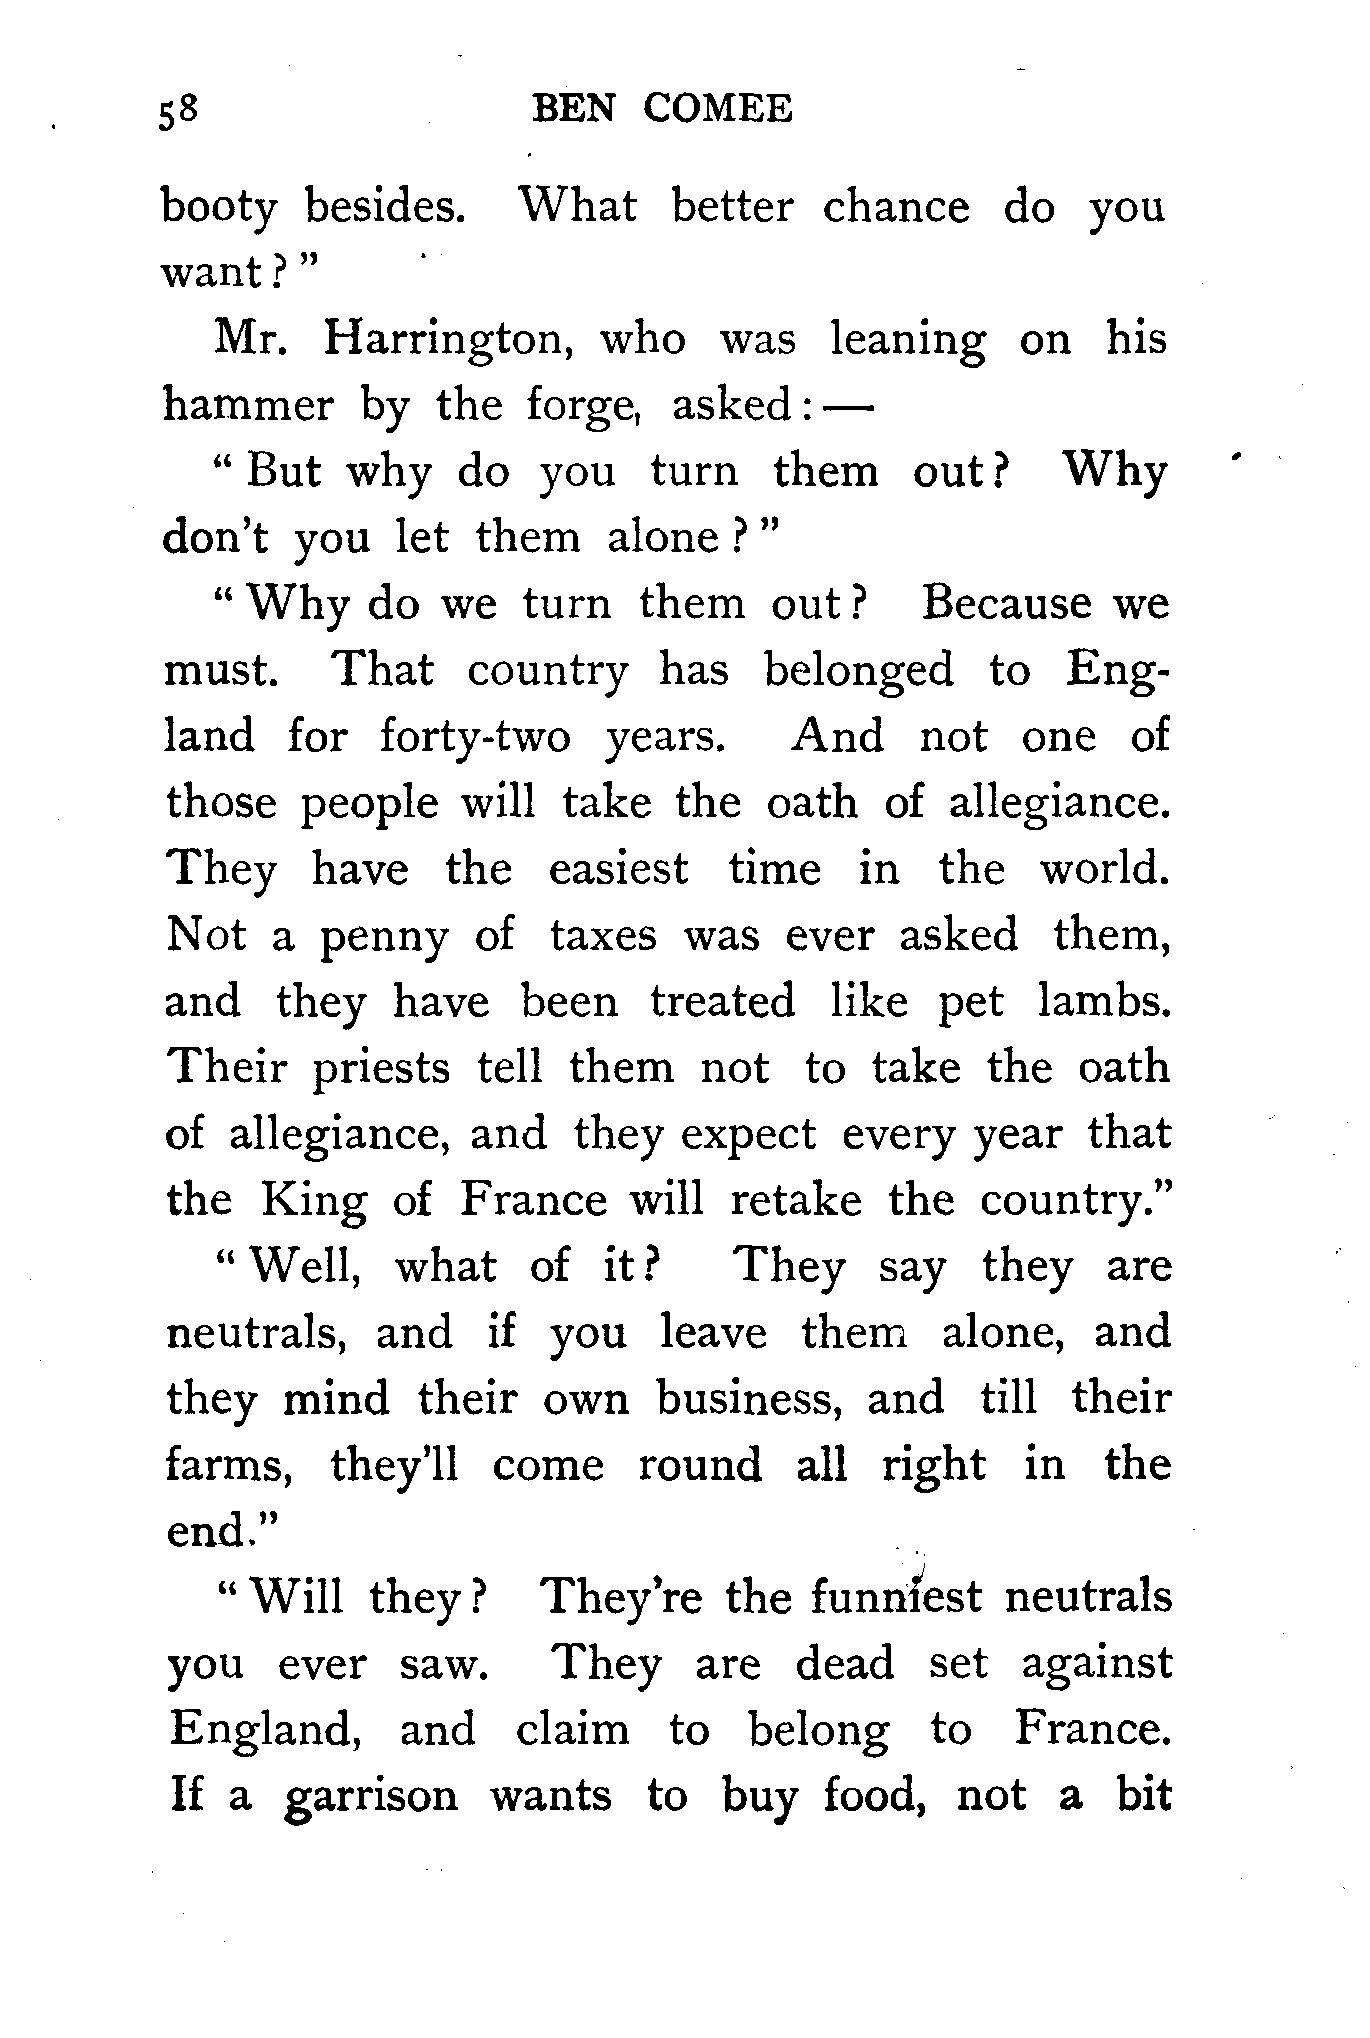 58 BEN COMEE
booty besides. What better chance do you
want?"
Mr. Harrington, who was leaning on his
hammer by the forge, asked:—
"But why do you turn them out? Why
don't you let them alone?"
"Why do we turn them out? Because we
must. That country has belonged to Eng-
land for forty-two years. And not one of
those people will take the oath of allegiance.
They have the easiest time in the world.
Not a penny of taxes was ever asked them,
and they have been treated like pet lambs.
Their priests tell them not to take the oath
of allegiance, and they expect every year that
the King of France will retake the country."
"Well, what of it? They say they are
neutrals, and if you leave them alone, and
they mind their own business, and till their
farms, they'll come round all right in the
end."
"Will they? They're the funniest neutrals
you ever saw. They are dead set against
England, and claim to belong to France.
If a garrison wants to buy food, not a bit